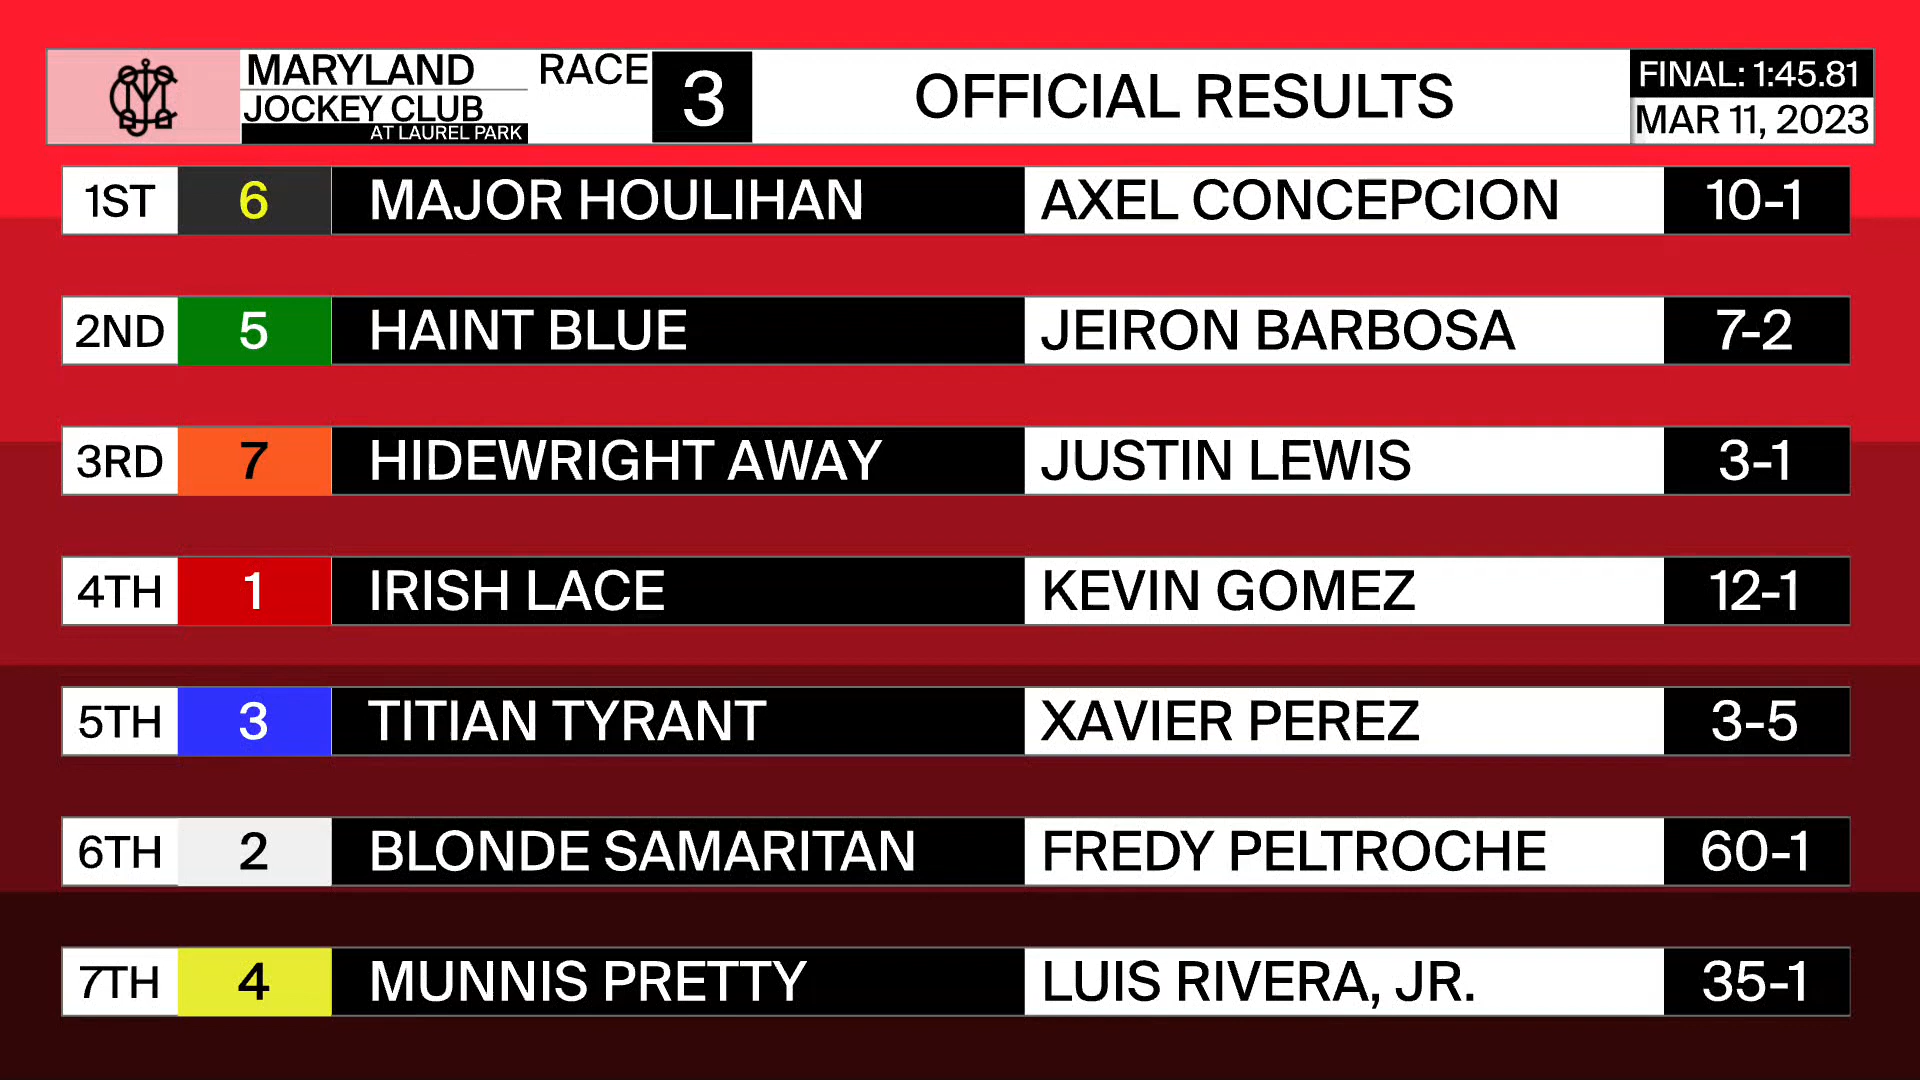 MARYLAND
JOCKEY CLUB
AT LAUREL PARK
RACE 3
OFFICIAL RESULTS
FINAL: 1:45.81
MAR 11, 2023
1ST 6 MAJOR HOULIHAN AXEL CONCEPCION 10-1
2ND 5 HAINT BLUE JEIRON BARBOSA 7-2
3RD 7 HIDEWRIGHT AWAY JUSTIN LEWIS 3-1
4TH 1 IRISH LACE KEVIN GOMEZ 12-1
5TH 3 TITIAN TYRANT XAVIER PEREZ 3-5
6TH 2 BLONDE SAMARITAN FREDY PELTROCHE 60-1
7TH 4 MUNNIS PRETTY LUIS RIVERA, JR. 35-1